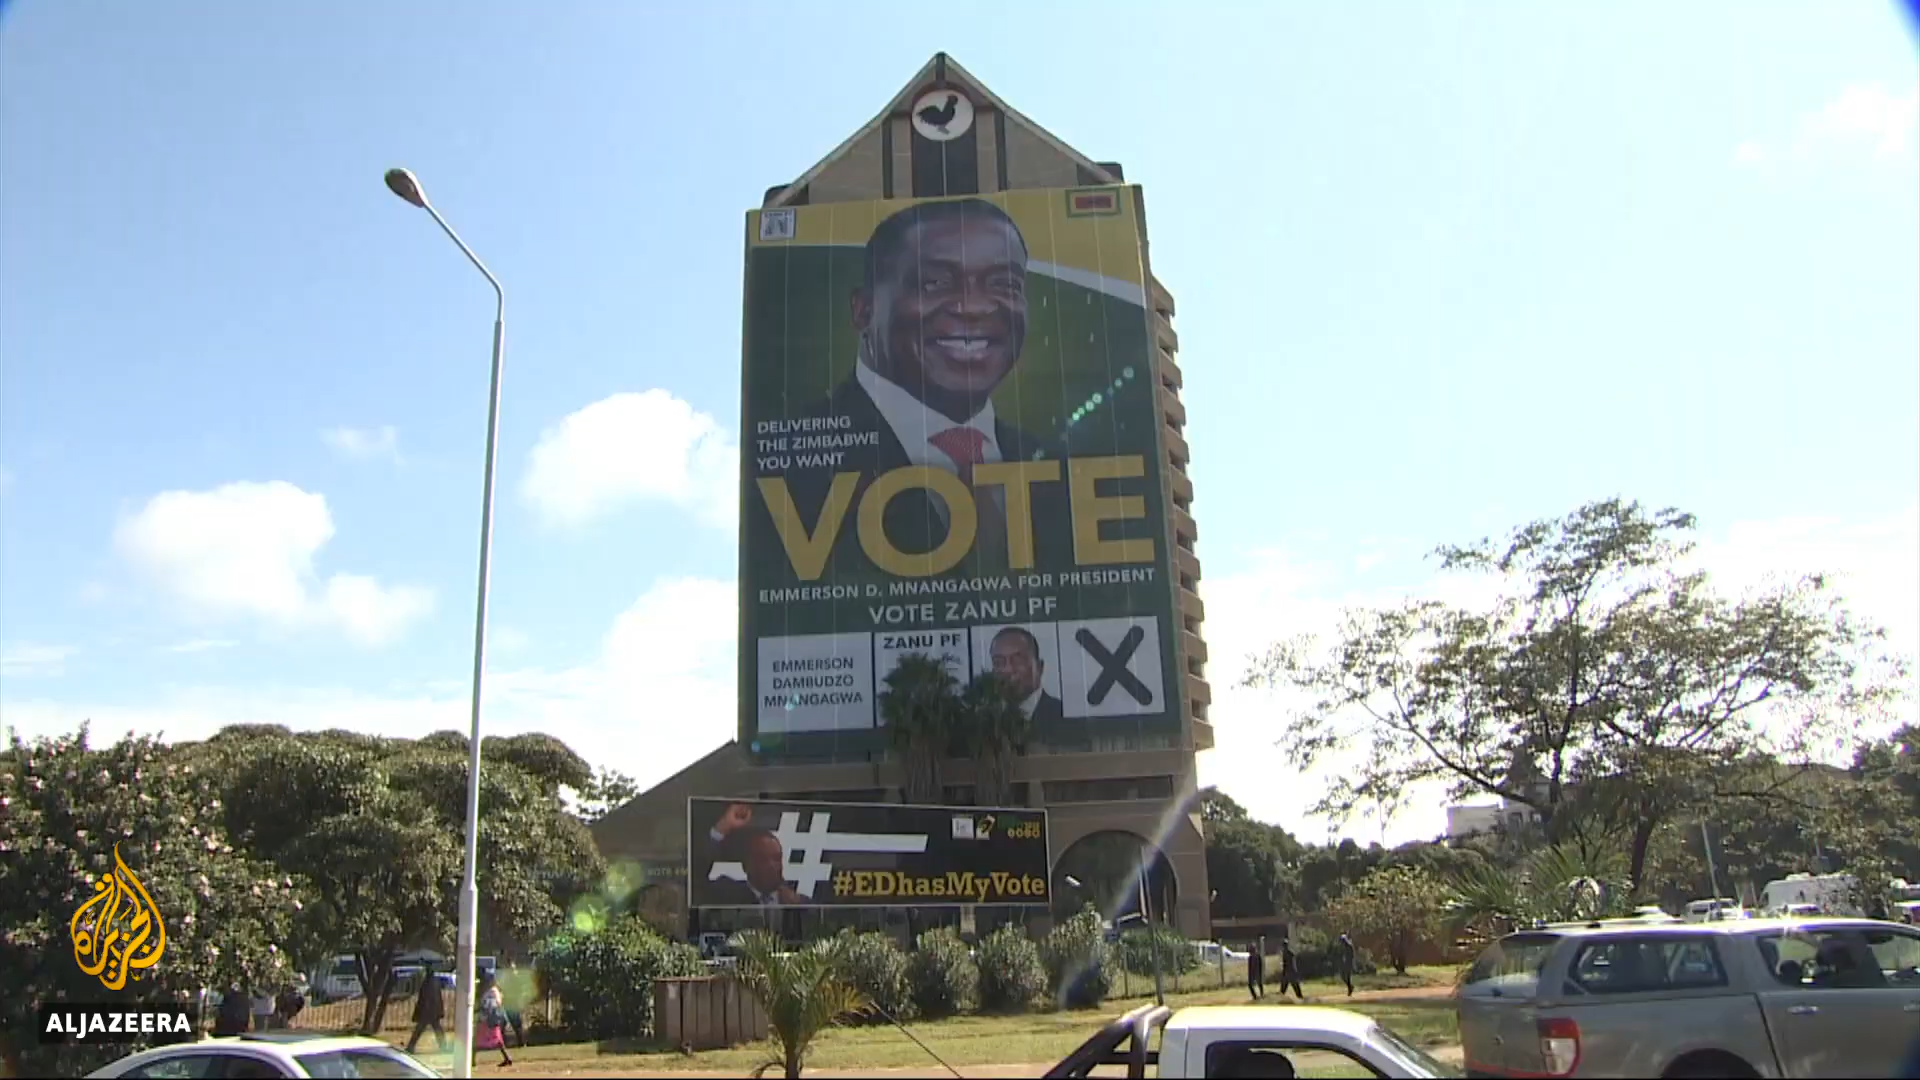 DELIVERING
THE ZIMBABWE
YOU WANT
VOTE
EMMERSON D. MNANGAGWA FOR PRESIDENT
VOTE ZANU PF
EMMERSON
DAMBUDZO
MNANGAGWA
ZANU PF
X
#
#EDhasMyVote
ALJAZEERA
الجزيرة